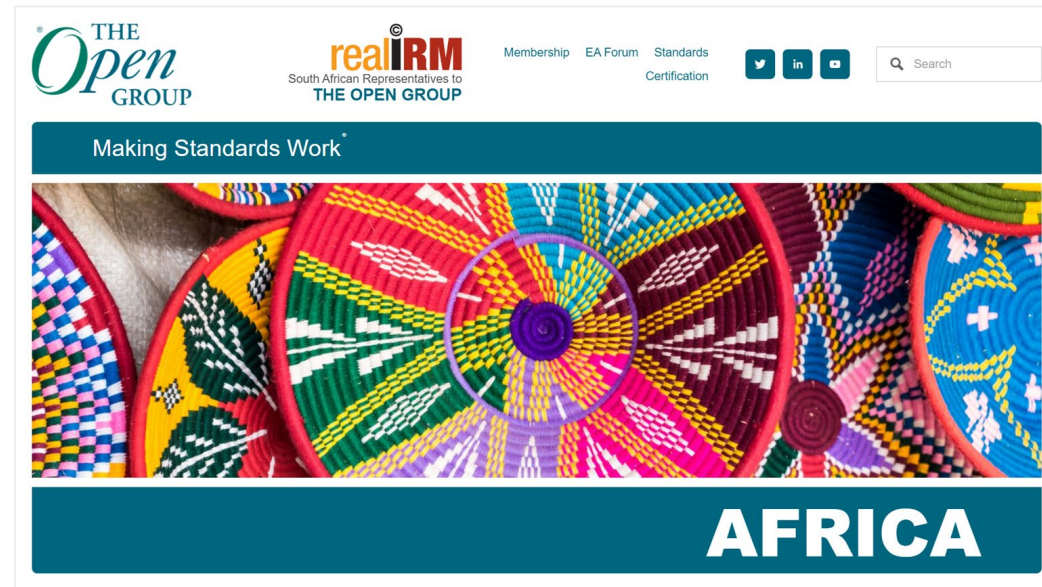 ®
THE
Open
GROUP
©
realIRM
South African Representatives to
THE OPEN GROUP
Membership EA Forum Standards
Certification
in
Search
Making Standards Work®
AFRICA